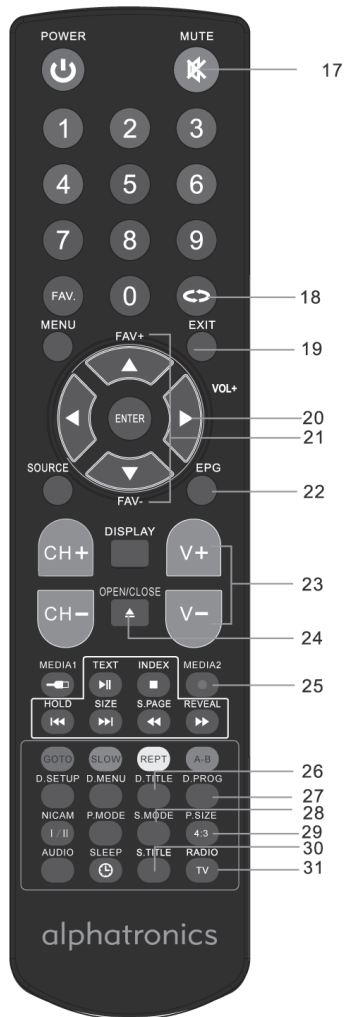 POWER MUTE
17
1 2 3
4 5 6
7 8 9
FAV. 0
18
MENU FAV+ EXIT
19
VOL+
ENTER
20
21
SOURCE EPG
22
FAV-
CH+ DISPLAY V+
23
OPEN/CLOSE
CH- V-
24
MEDIA1 TEXT INDEX MEDIA2
25
HOLD SIZE S.PAGE REVEAL
GOTO SLOW REPT A-B
26
D.SETUP D.MENU D.TITLE D.PROG
27
28
NICAM P.MODE S.MODE P.SIZE
I/II 4:3
29
30
AUDIO SLEEP S.TITLE RADIO
TV
31
alphatronics